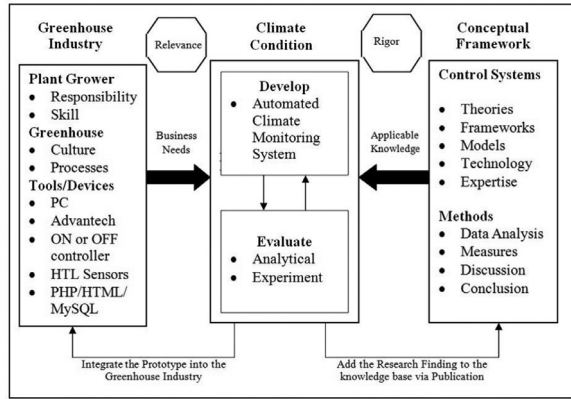 Greenhouse
Industry
Relevance
Climate
Condition
Rigor
Conceptual
Framework
Plant Grower
• Responsibility
• Skill
Greenhouse
• Culture
• Processes
Tools/Devices
• PC
• Advantech
• ON or OFF
controller
• HTL Sensors
• PHP/HTML/
MySQL
Business
Needs
Develop
• Automated
Climate
Monitoring
System
Evaluate
• Analytical
• Experiment
Applicable
Knowledge
Control Systems
• Theories
• Frameworks
• Models
• Technology
• Expertise
Methods
• Data Analysis
• Measures
• Discussion
• Conclusion
Integrate the Prototype into the
Greenhouse Industry
Add the Research Finding to the
knowledge base via Publication